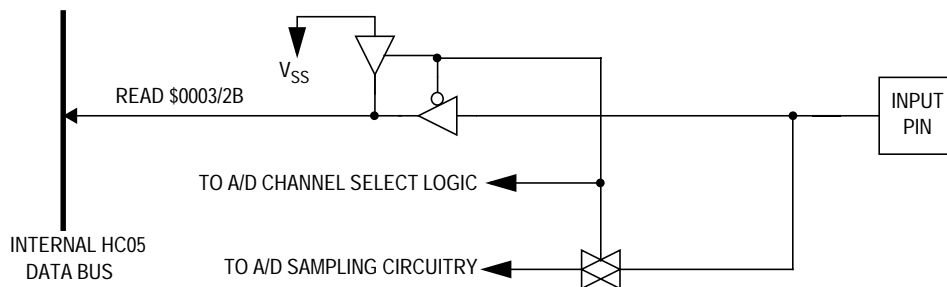 V_SS
READ $0003/2B
INPUT
PIN
TO A/D CHANNEL SELECT LOGIC
INTERNAL HC05
DATA BUS
TO A/D SAMPLING CIRCUITRY